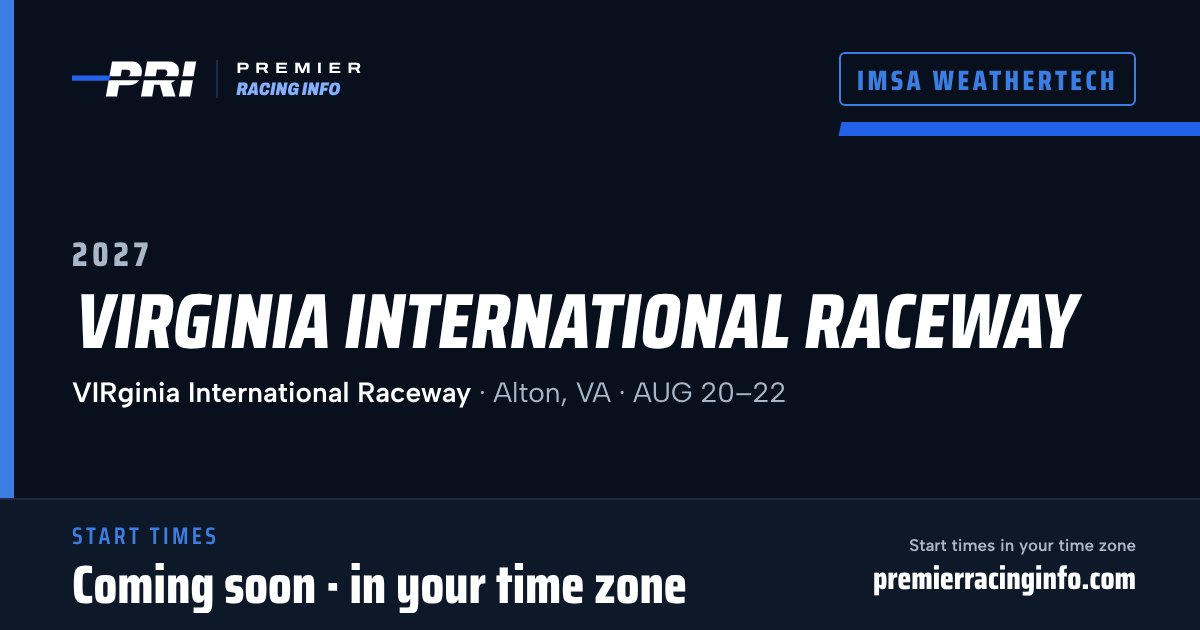 PRI
PREMIER
RACING INFO
IMSA WEATHERTECH
2027
VIRGINIA INTERNATIONAL RACEWAY
VIRginia International Raceway · Alton, VA · AUG 20–22
START TIMES
Coming soon · in your time zone
Start times in your time zone
premierracinginfo.com